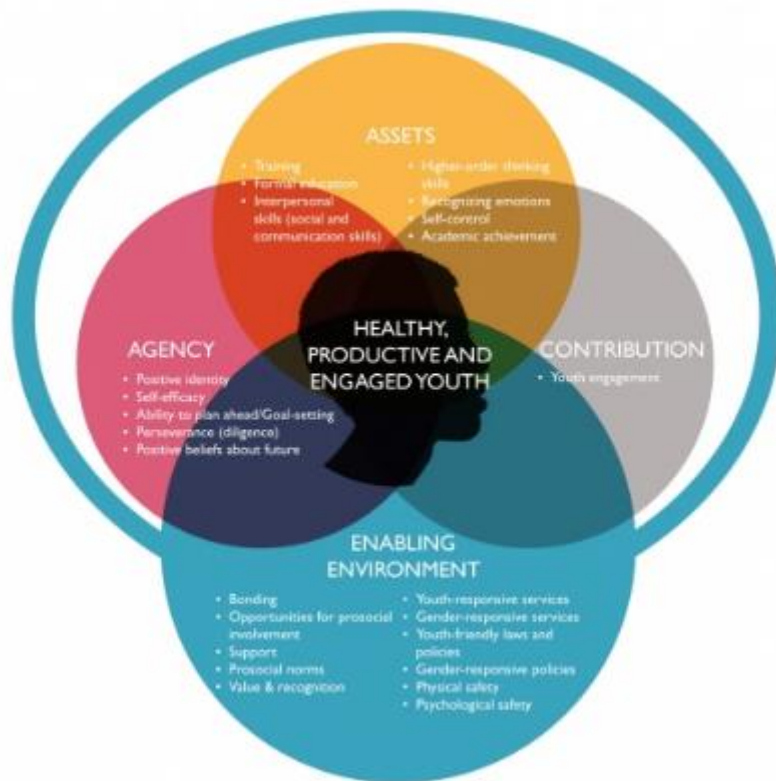 ASSETS
• Training
• Formal education
• Interpersonal
skills (social and
communication skills)
• Higher-order thinking
skills
• Recognizing emotions
• Self-control
• Academic achievement
AGENCY
• Positive identity
• Self-efficacy
• Ability to plan ahead/Goal-setting
• Perseverance (diligence)
• Positive beliefs about future
HEALTHY,
PRODUCTIVE AND
ENGAGED YOUTH
CONTRIBUTION
• Youth engagement
ENABLING
ENVIRONMENT
• Bonding
• Opportunities for prosocial
involvement
• Support
• Prosocial norms
• Value & recognition
• Youth-responsive services
• Gender-responsive services
• Youth-friendly laws and
policies
• Gender-responsive policies
• Physical safety
• Psychological safety